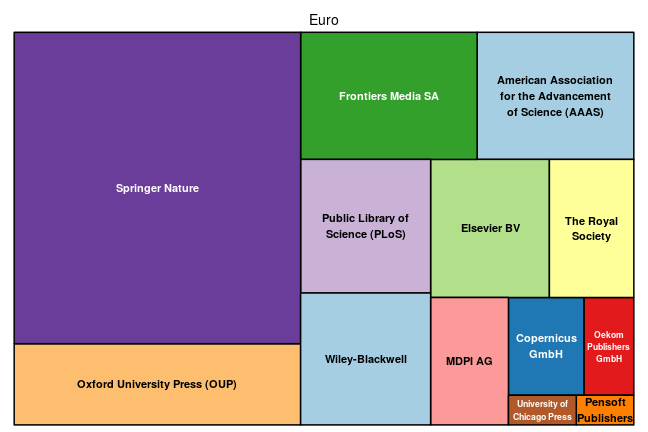 Euro
Springer Nature
Oxford University Press (OUP)
Frontiers Media SA
American Association
for the Advancement
of Science (AAAS)
Public Library of
Science (PLoS)
Elsevier BV
The Royal
Society
Wiley-Blackwell
MDPI AG
Copernicus
GmbH
Oekom
Publishers
GmbH
University of
Chicago Press
Pensoft
Publishers